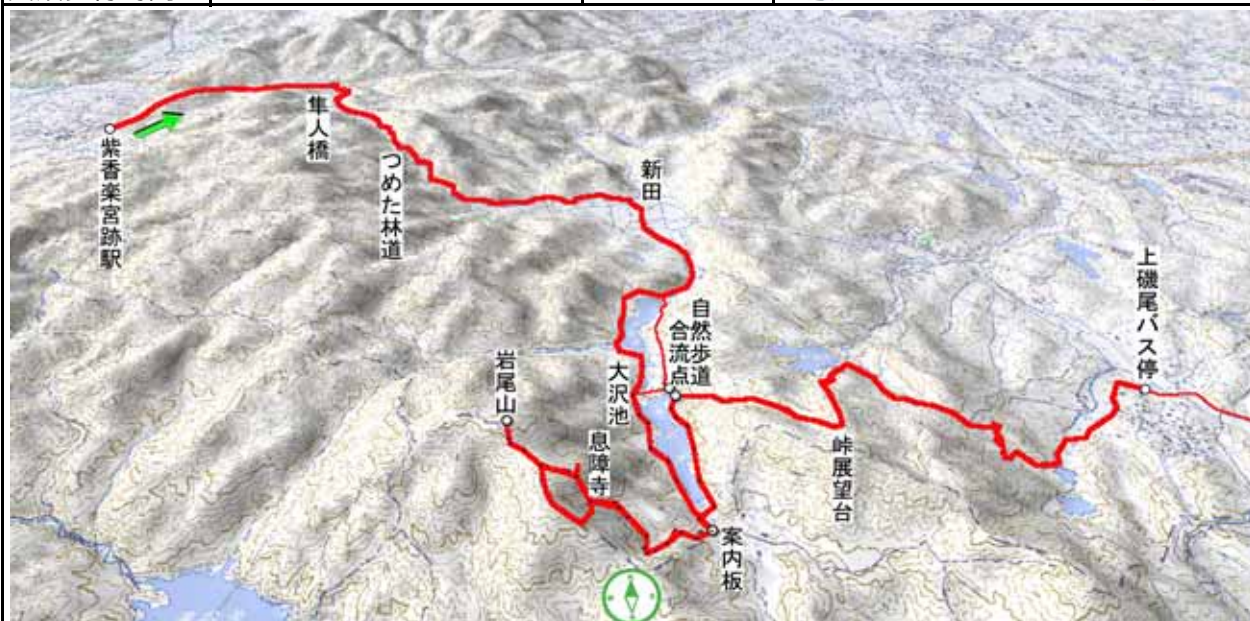 紫香楽宮跡駅
隼人橋
つめた林道
新田
自然歩道
合流点
大沢池
岩尾山
息障寺
案内板
峠展望台
上磯尾バス停